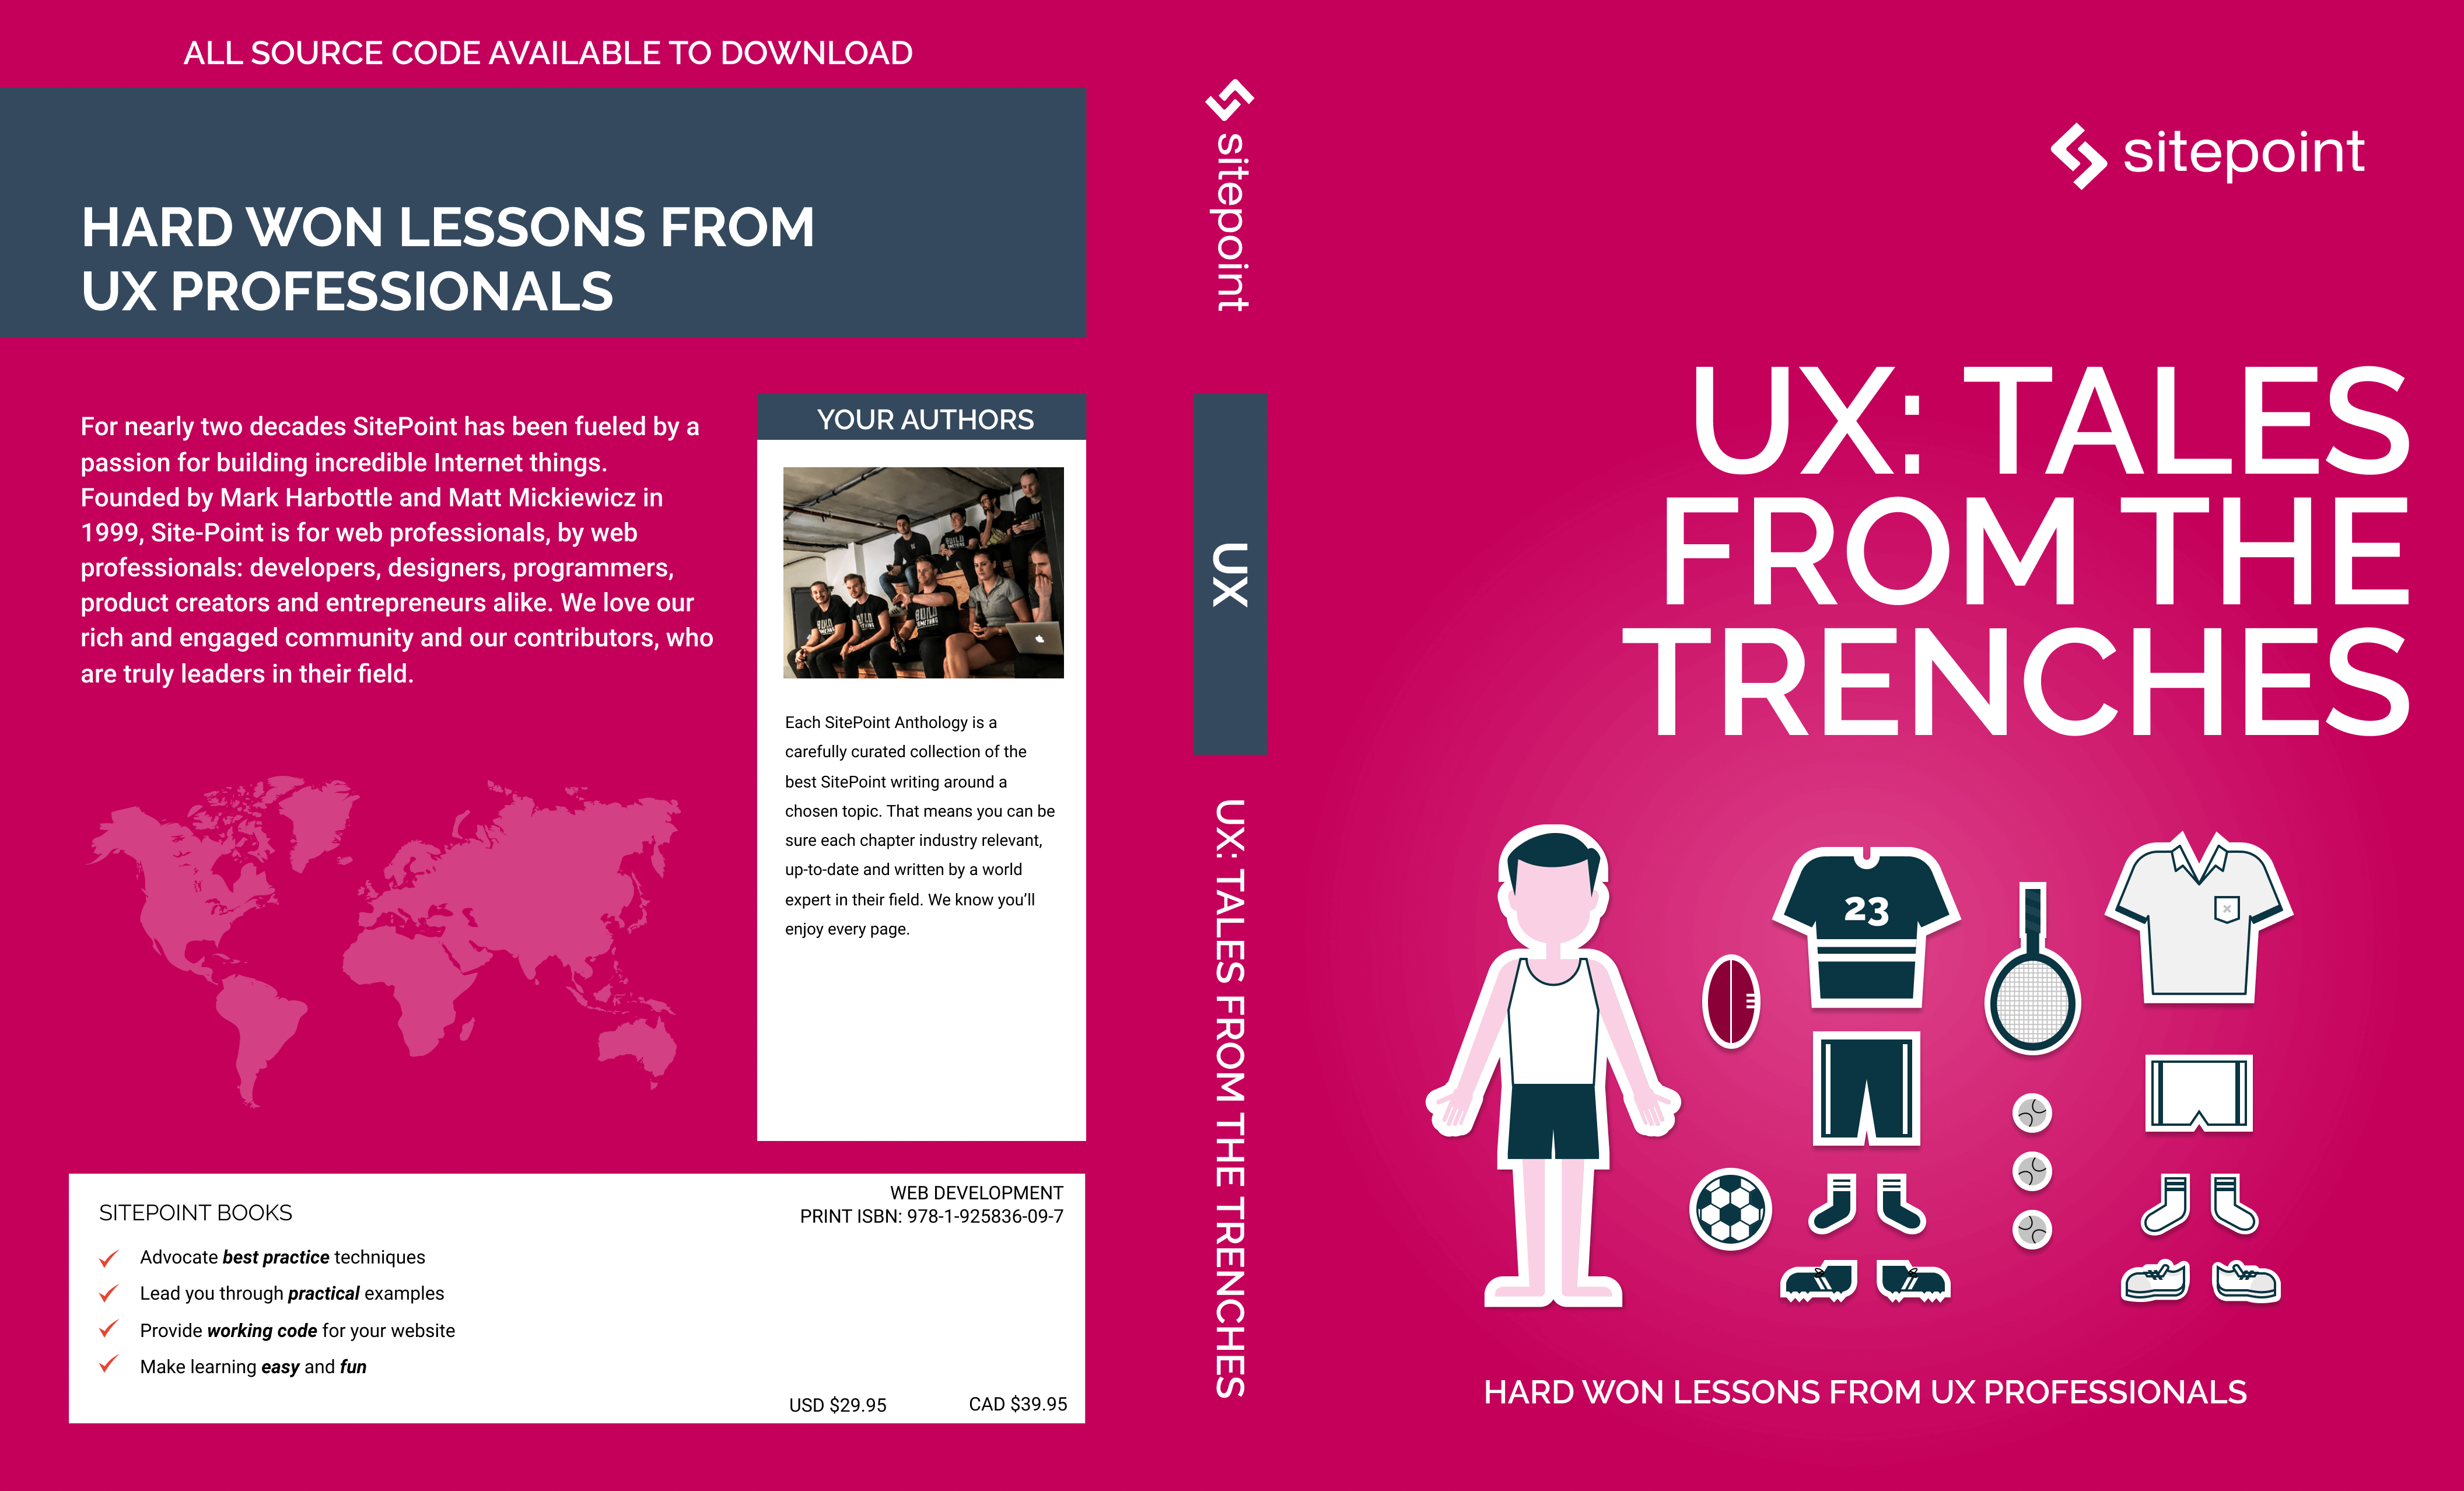 ALL SOURCE CODE AVAILABLE TO DOWNLOAD
HARD WON LESSONS FROM
UX PROFESSIONALS
For nearly two decades SitePoint has been fueled by a
passion for building incredible Internet things.
Founded by Mark Harbottle and Matt Mickiewicz in
1999, Site-Point is for web professionals, by web
professionals: developers, designers, programmers,
product creators and entrepreneurs alike. We love our
rich and engaged community and our contributors, who
are truly leaders in their field.
YOUR AUTHORS
BUILD
SOMETHING
BUILD
SOMETHING
BUILD
SOMETHING
BUILD
Each SitePoint Anthology is a
carefully curated collection of the
best SitePoint writing around a
chosen topic. That means you can be
sure each chapter industry relevant,
up-to-date and written by a world
expert in their field. We know you’ll
enjoy every page.
SITEPOINT BOOKS
Advocate best practice techniques
Lead you through practical examples
Provide working code for your website
Make learning easy and fun
WEB DEVELOPMENT
PRINT ISBN: 978-1-925836-09-7
USD $29.95
CAD $39.95
sitepoint
UX
UX: TALES FROM THE TRENCHES
sitepoint
UX: TALES
FROM THE
TRENCHES
23
HARD WON LESSONS FROM UX PROFESSIONALS